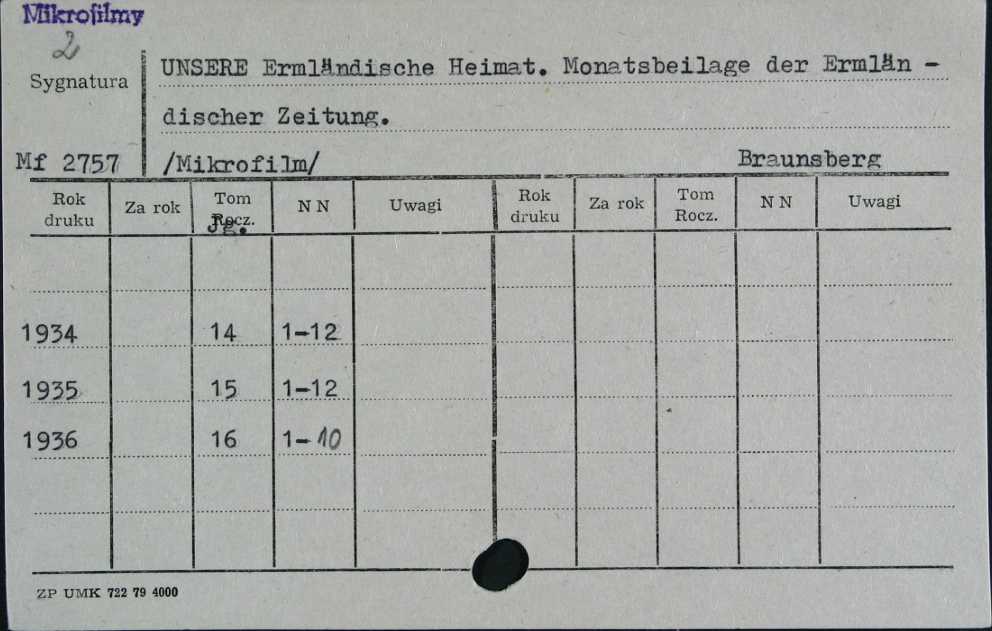 Mikrofilmy
2
Sygnatura
UNSERE Ermländische Heimat. Monatsbeilage der Ermlän -
discher Zeitung.
Mf 2757 /Mikrofilm/ Braunsberg
Rok druku Za rok Tom Rocz. Jg. N N Uwagi Rok druku Za rok Tom Rocz. N N Uwagi
1934 14 1-12
1935 15 1-12
1936 16 1-10
ZP UMK 722 79 4000